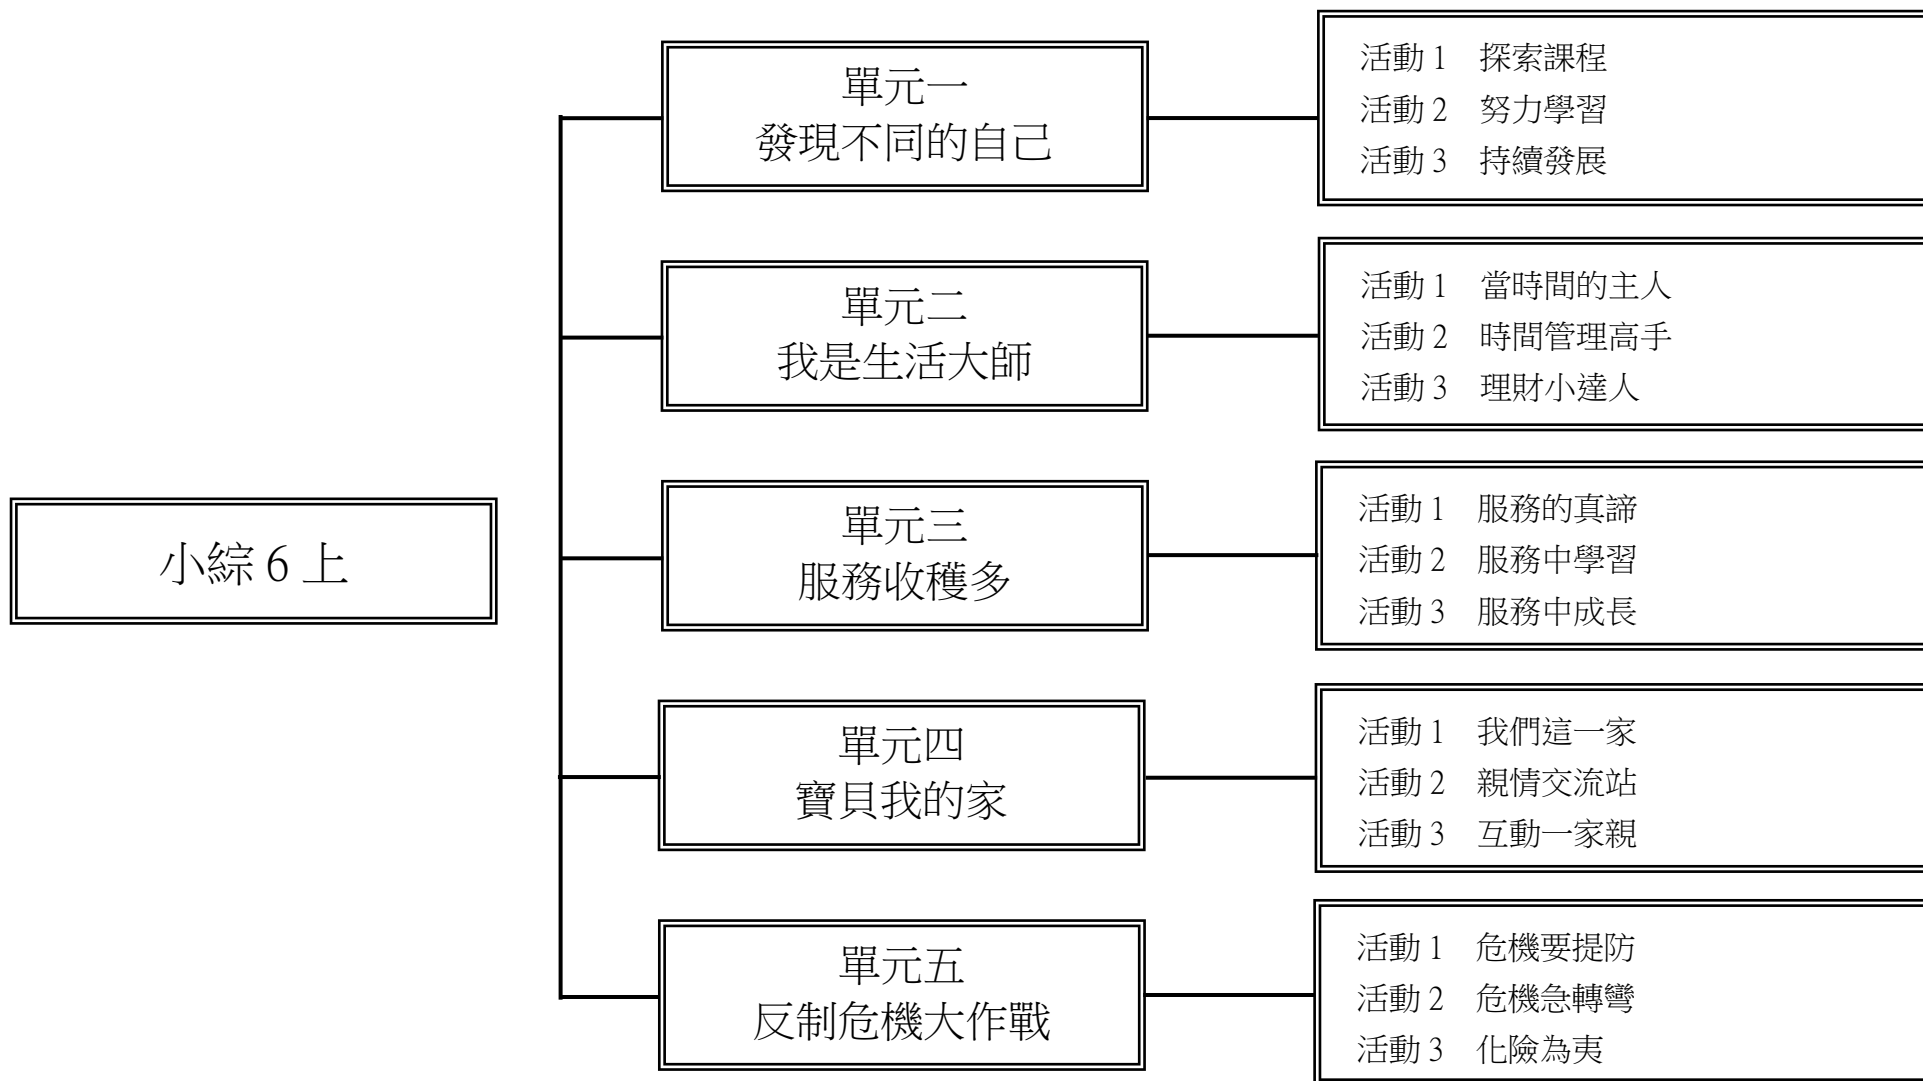 小綜 6 上
單元一
發現不同的自己
活動 1　探索課程
活動 2　努力學習
活動 3　持續發展
單元二
我是生活大師
活動 1　當時間的主人
活動 2　時間管理高手
活動 3　理財小達人
單元三
服務收穫多
活動 1　服務的真諦
活動 2　服務中學習
活動 3　服務中成長
單元四
寶貝我的家
活動 1　我們這一家
活動 2　親情交流站
活動 3　互動一家親
單元五
反制危機大作戰
活動 1　危機要提防
活動 2　危機急轉彎
活動 3　化險為夷